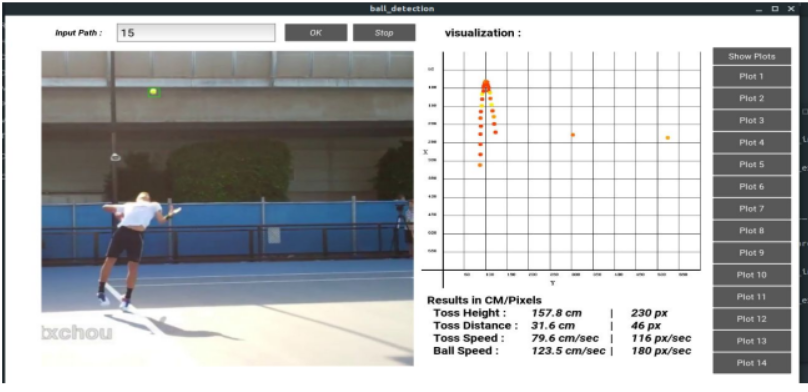 ball_detection
Input Path :
15
OK
Stop
visualization :
Show Plots
Plot 1
Plot 2
Plot 3
Plot 4
Plot 5
Plot 6
Plot 7
Plot 8
Plot 9
Plot 10
Plot 11
Plot 12
Plot 13
Plot 14
X
Y
txchou
Results in CM/Pixels
Toss Height : 157.8 cm | 230 px
Toss Distance : 31.6 cm | 46 px
Toss Speed : 79.6 cm/sec | 116 px/sec
Ball Speed : 123.5 cm/sec | 180 px/sec